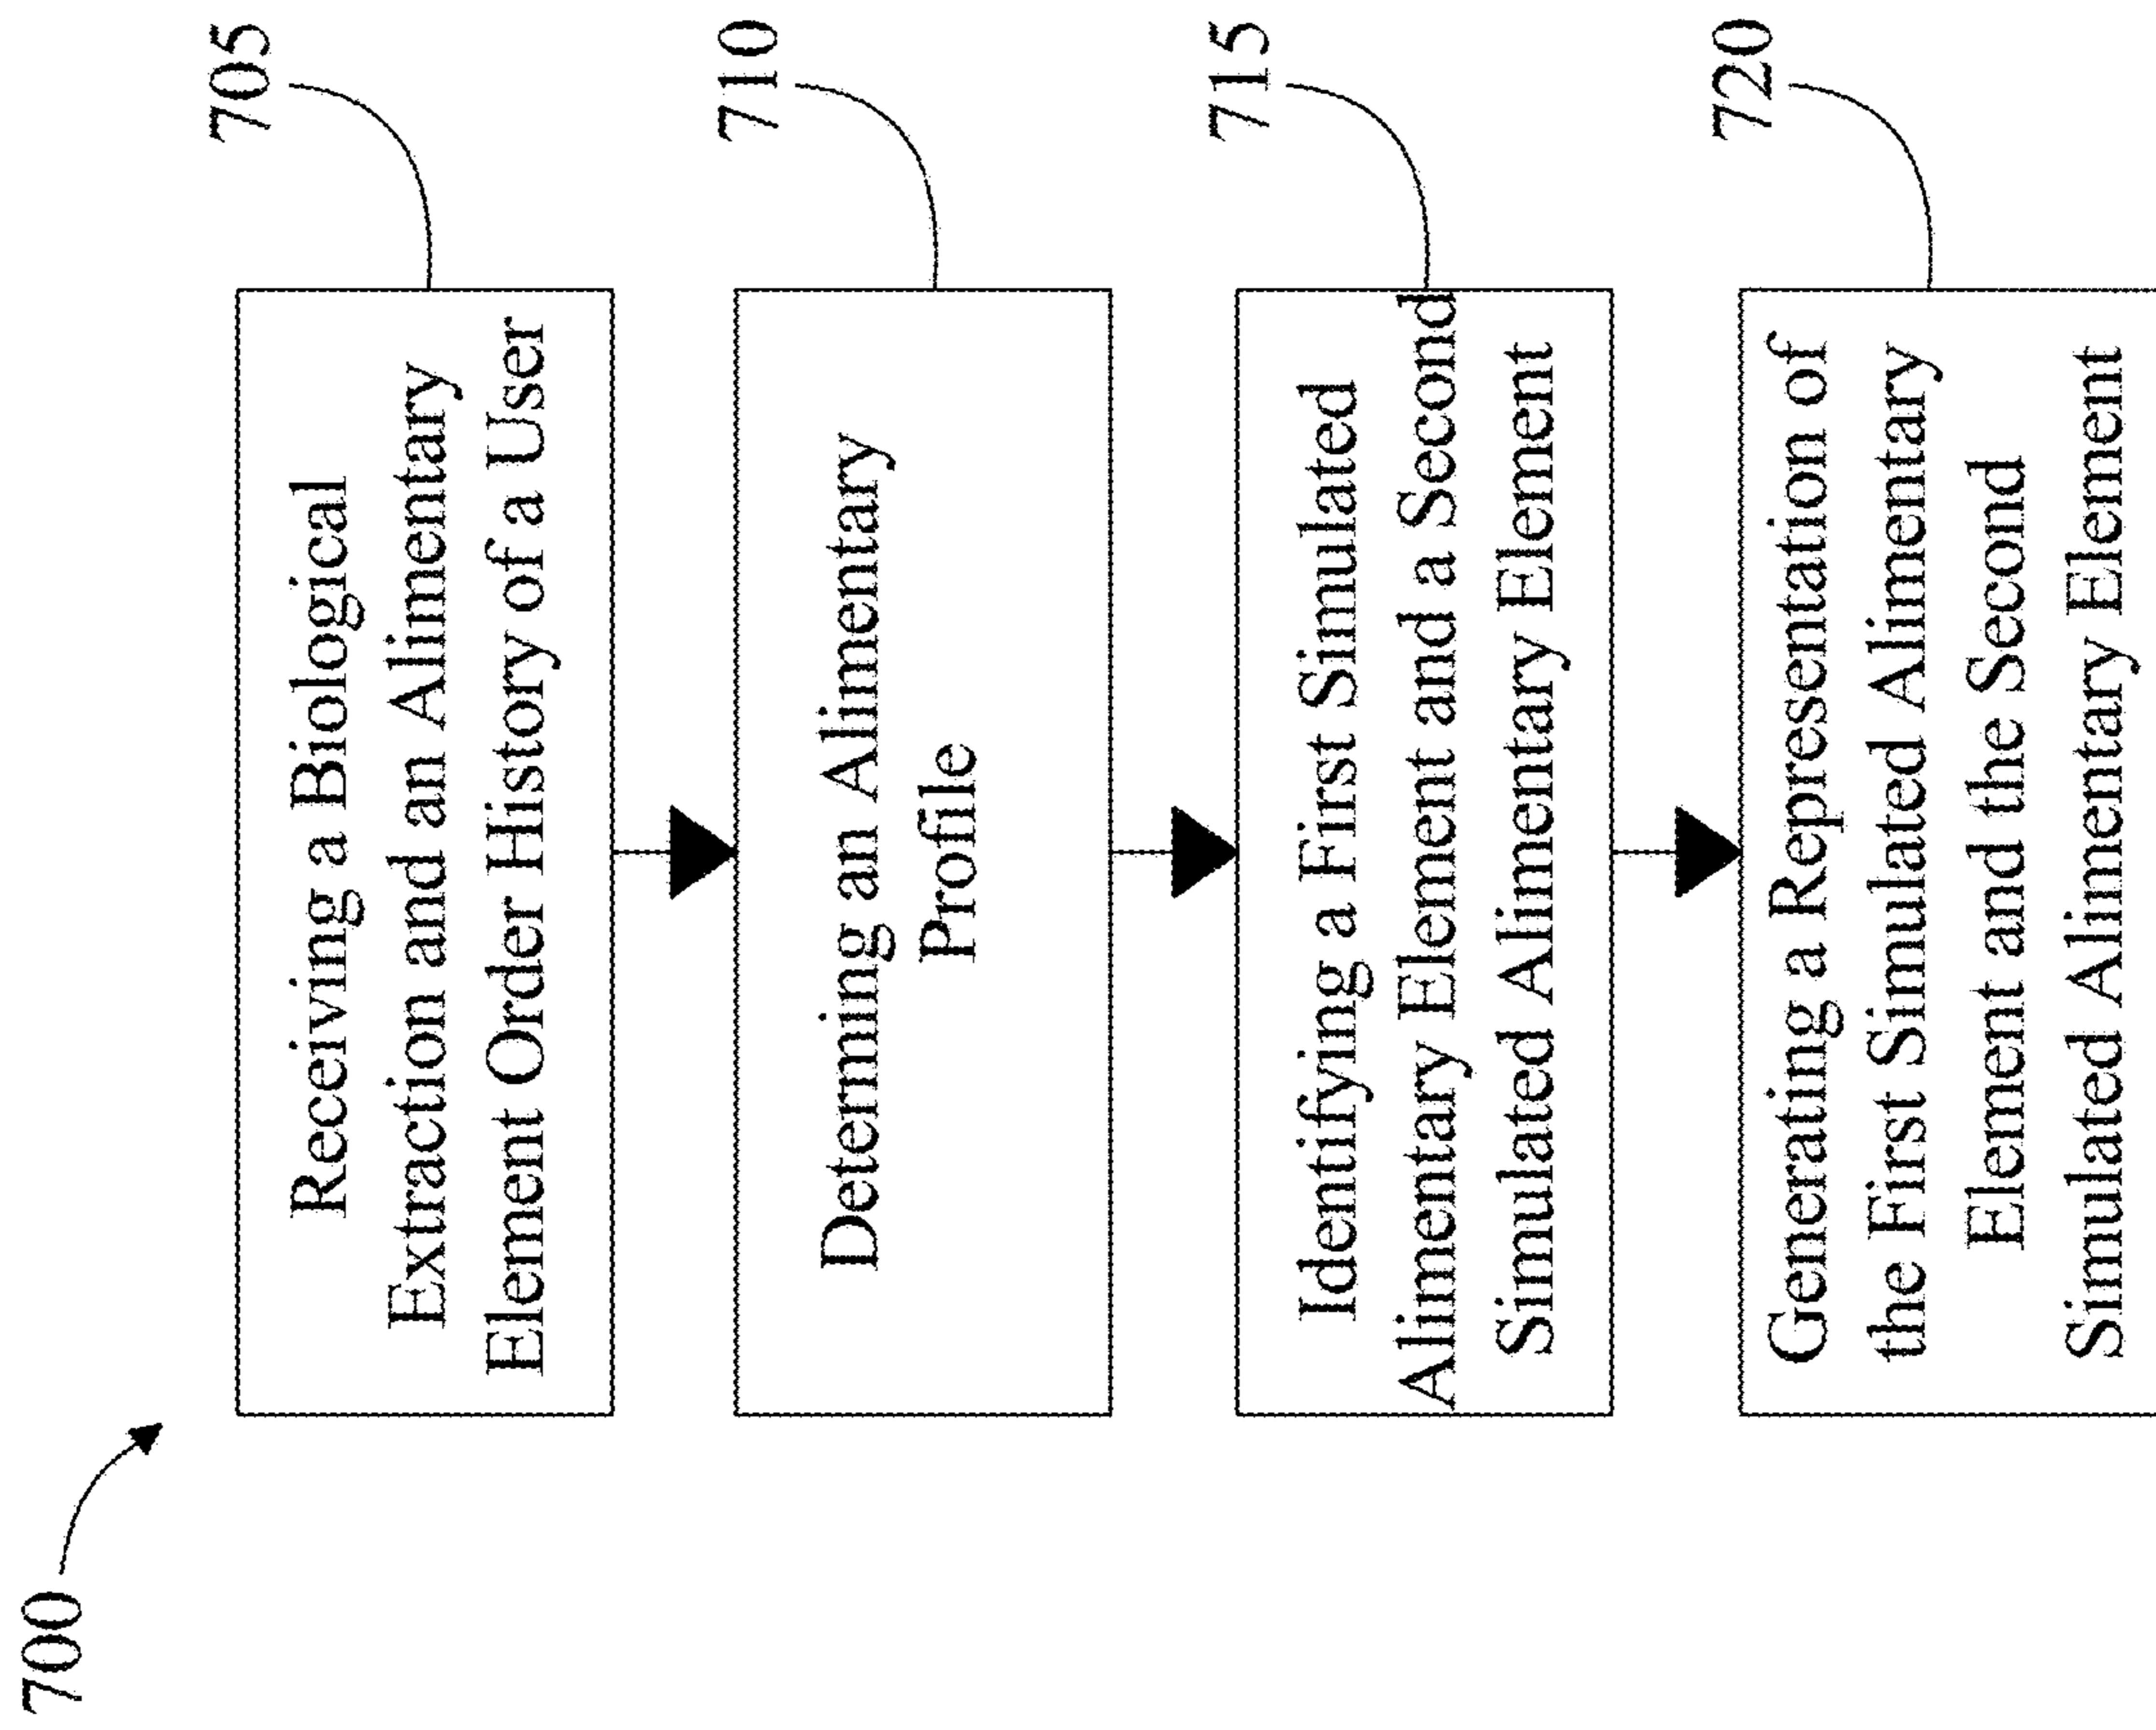 700
705
Receiving a Biological
Extraction and an Alimentary
Element Order History of a User
710
Determining an Alimentary
Profile
715
Identifying a First Simulated
Alimentary Element and a Second
Simulated Alimentary Element
720
Generating a Representation of
the First Simulated Alimentary
Element and the Second
Simulated Alimentary Element